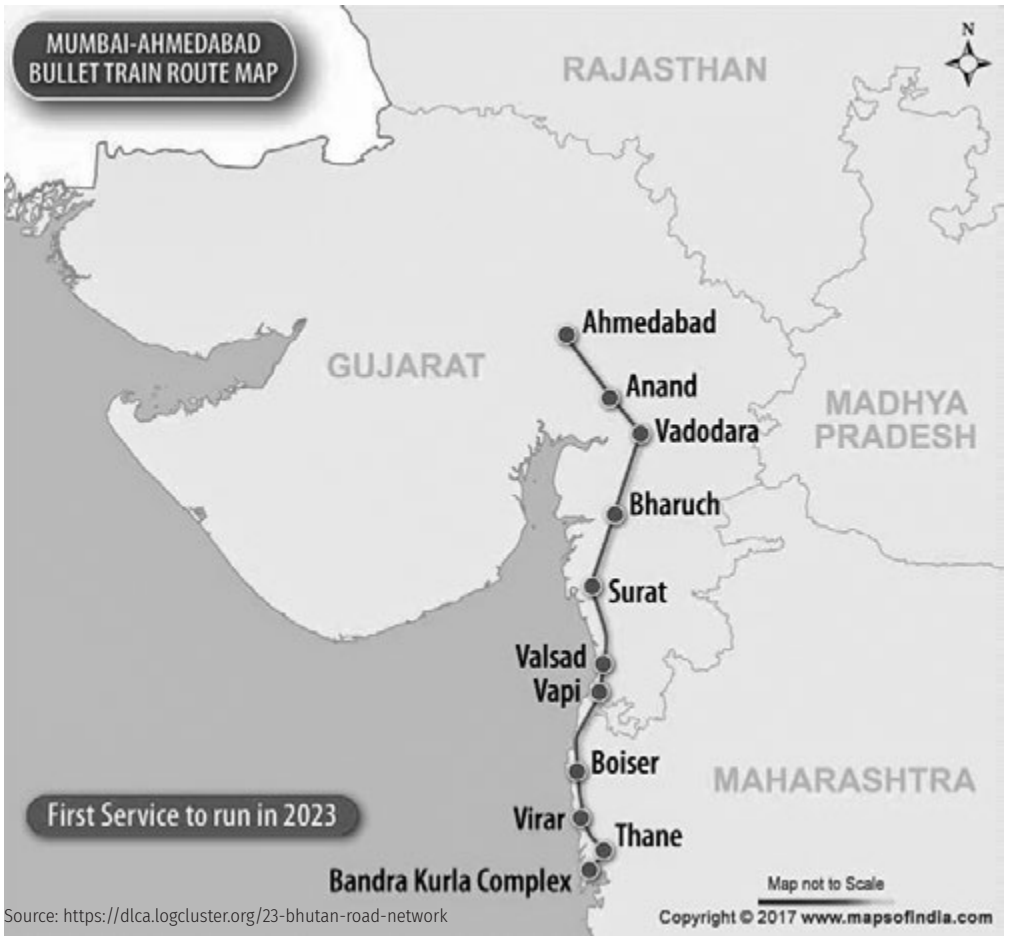 MUMBAI-AHMEDABAD
BULLET TRAIN ROUTE MAP
N
RAJASTHAN
Ahmedabad
GUJARAT
Anand
MADHYA
PRADESH
Vadodara
Bharuch
Surat
Valsad
Vapi
Boiser
MAHARASHTRA
First Service to run in 2023
Virar
Thane
Bandra Kurla Complex
Map not to Scale
Source: https://dlca.logcluster.org/23-bhutan-road-network
Copyright © 2017 www.mapsofindia.com